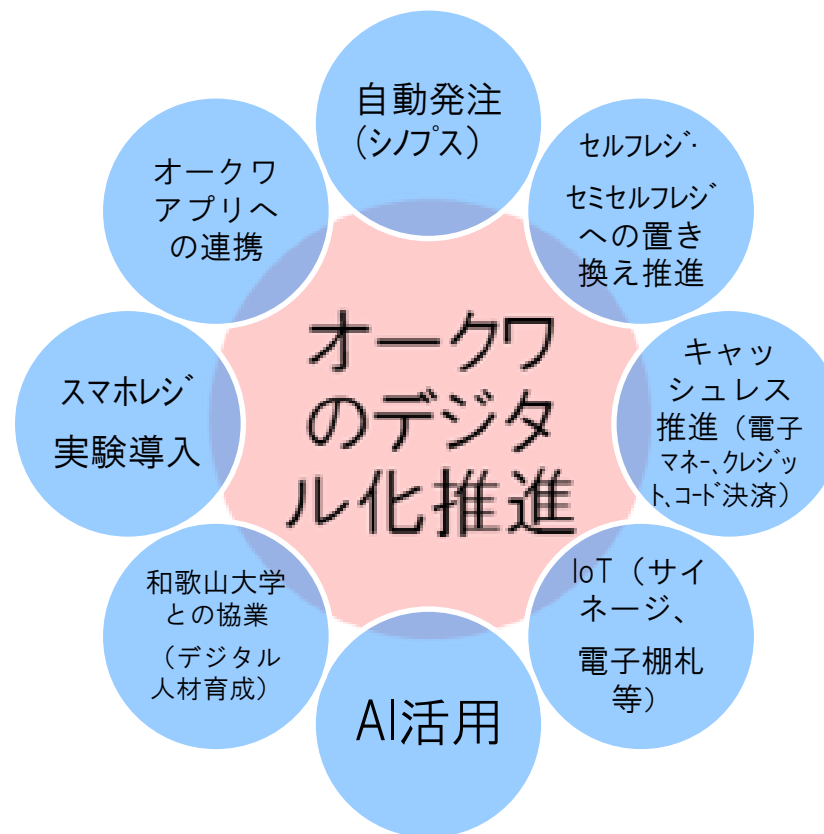 自動発注
(ｼﾉﾌﾟｽ）
ｾﾙﾌﾚｼﾞ･
ｾﾐｾﾙﾌﾚｼﾞ
への置き
換え推進
キャッ
シュレス
推進（電子
ﾏﾈｰ、ｸﾚｼﾞｯ
ﾄ、ｺｰﾄﾞ決済）
IoT（サイ
ネージ、
電子棚札
等）
AI活用
和歌山大学
との協業
（デジタル
人材育成）
スマホﾚｼﾞ
実験導入
オークワ
アプリへ
の連携
オークワ
のデジタ
ル化推進